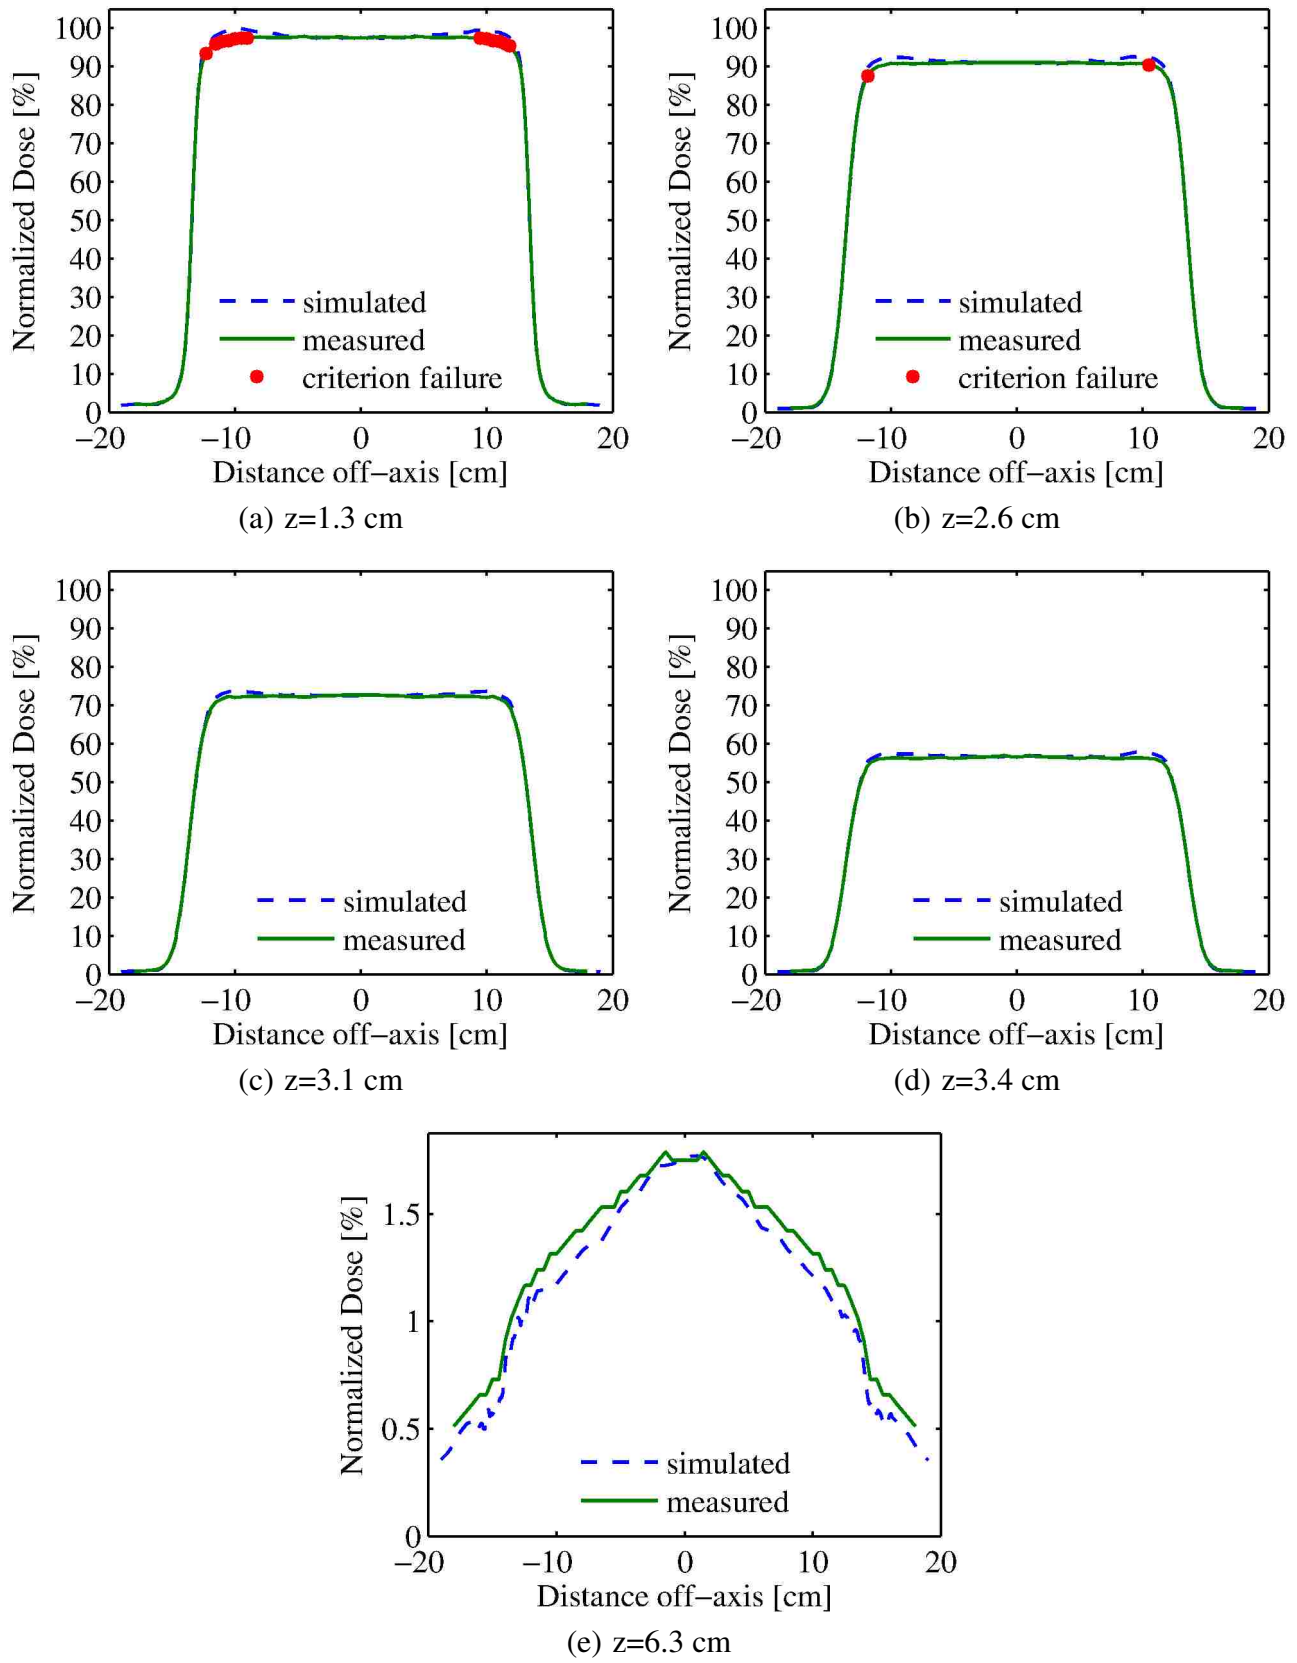 100
90
80
70
60
50
40
30
20
10
0
Normalized Dose [%]
simulated
measured
criterion failure
−20 −10 0 10 20
Distance off−axis [cm]
(a) z=1.3 cm
100
90
80
70
60
50
40
30
20
10
0
Normalized Dose [%]
simulated
measured
criterion failure
−20 −10 0 10 20
Distance off−axis [cm]
(b) z=2.6 cm
100
90
80
70
60
50
40
30
20
10
0
Normalized Dose [%]
simulated
measured
−20 −10 0 10 20
Distance off−axis [cm]
(c) z=3.1 cm
100
90
80
70
60
50
40
30
20
10
0
Normalized Dose [%]
simulated
measured
−20 −10 0 10 20
Distance off−axis [cm]
(d) z=3.4 cm
1.5
1
0.5
0
Normalized Dose [%]
simulated
measured
−20 −10 0 10 20
Distance off−axis [cm]
(e) z=6.3 cm